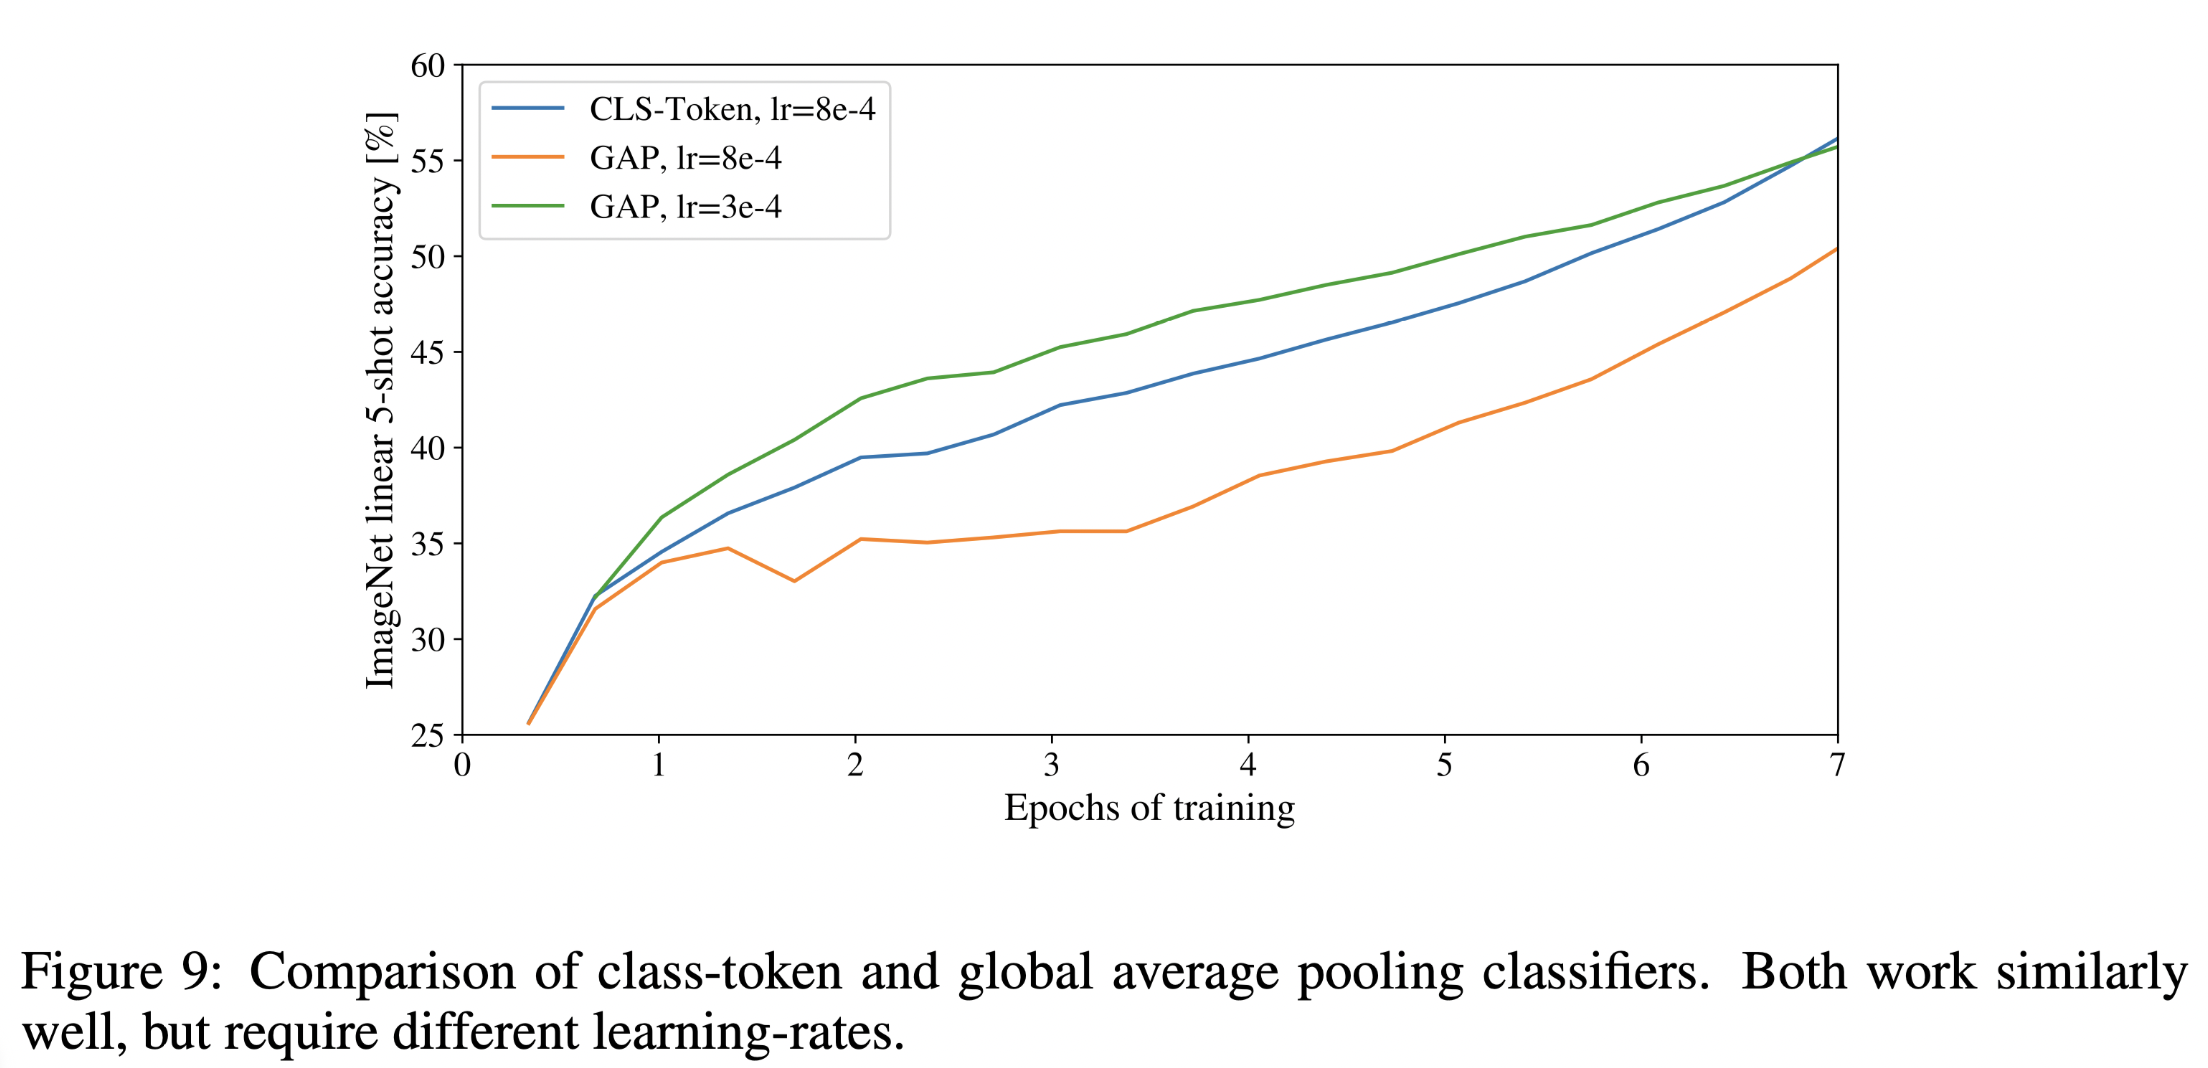 60
55
50
45
40
35
30
25
ImageNet linear 5-shot accuracy [%]
CLS-Token, lr=8e-4
GAP, lr=8e-4
GAP, lr=3e-4
0 1 2 3 4 5 6 7
Epochs of training
Figure 9: Comparison of class-token and global average pooling classifiers. Both work similarly
well, but require different learning-rates.